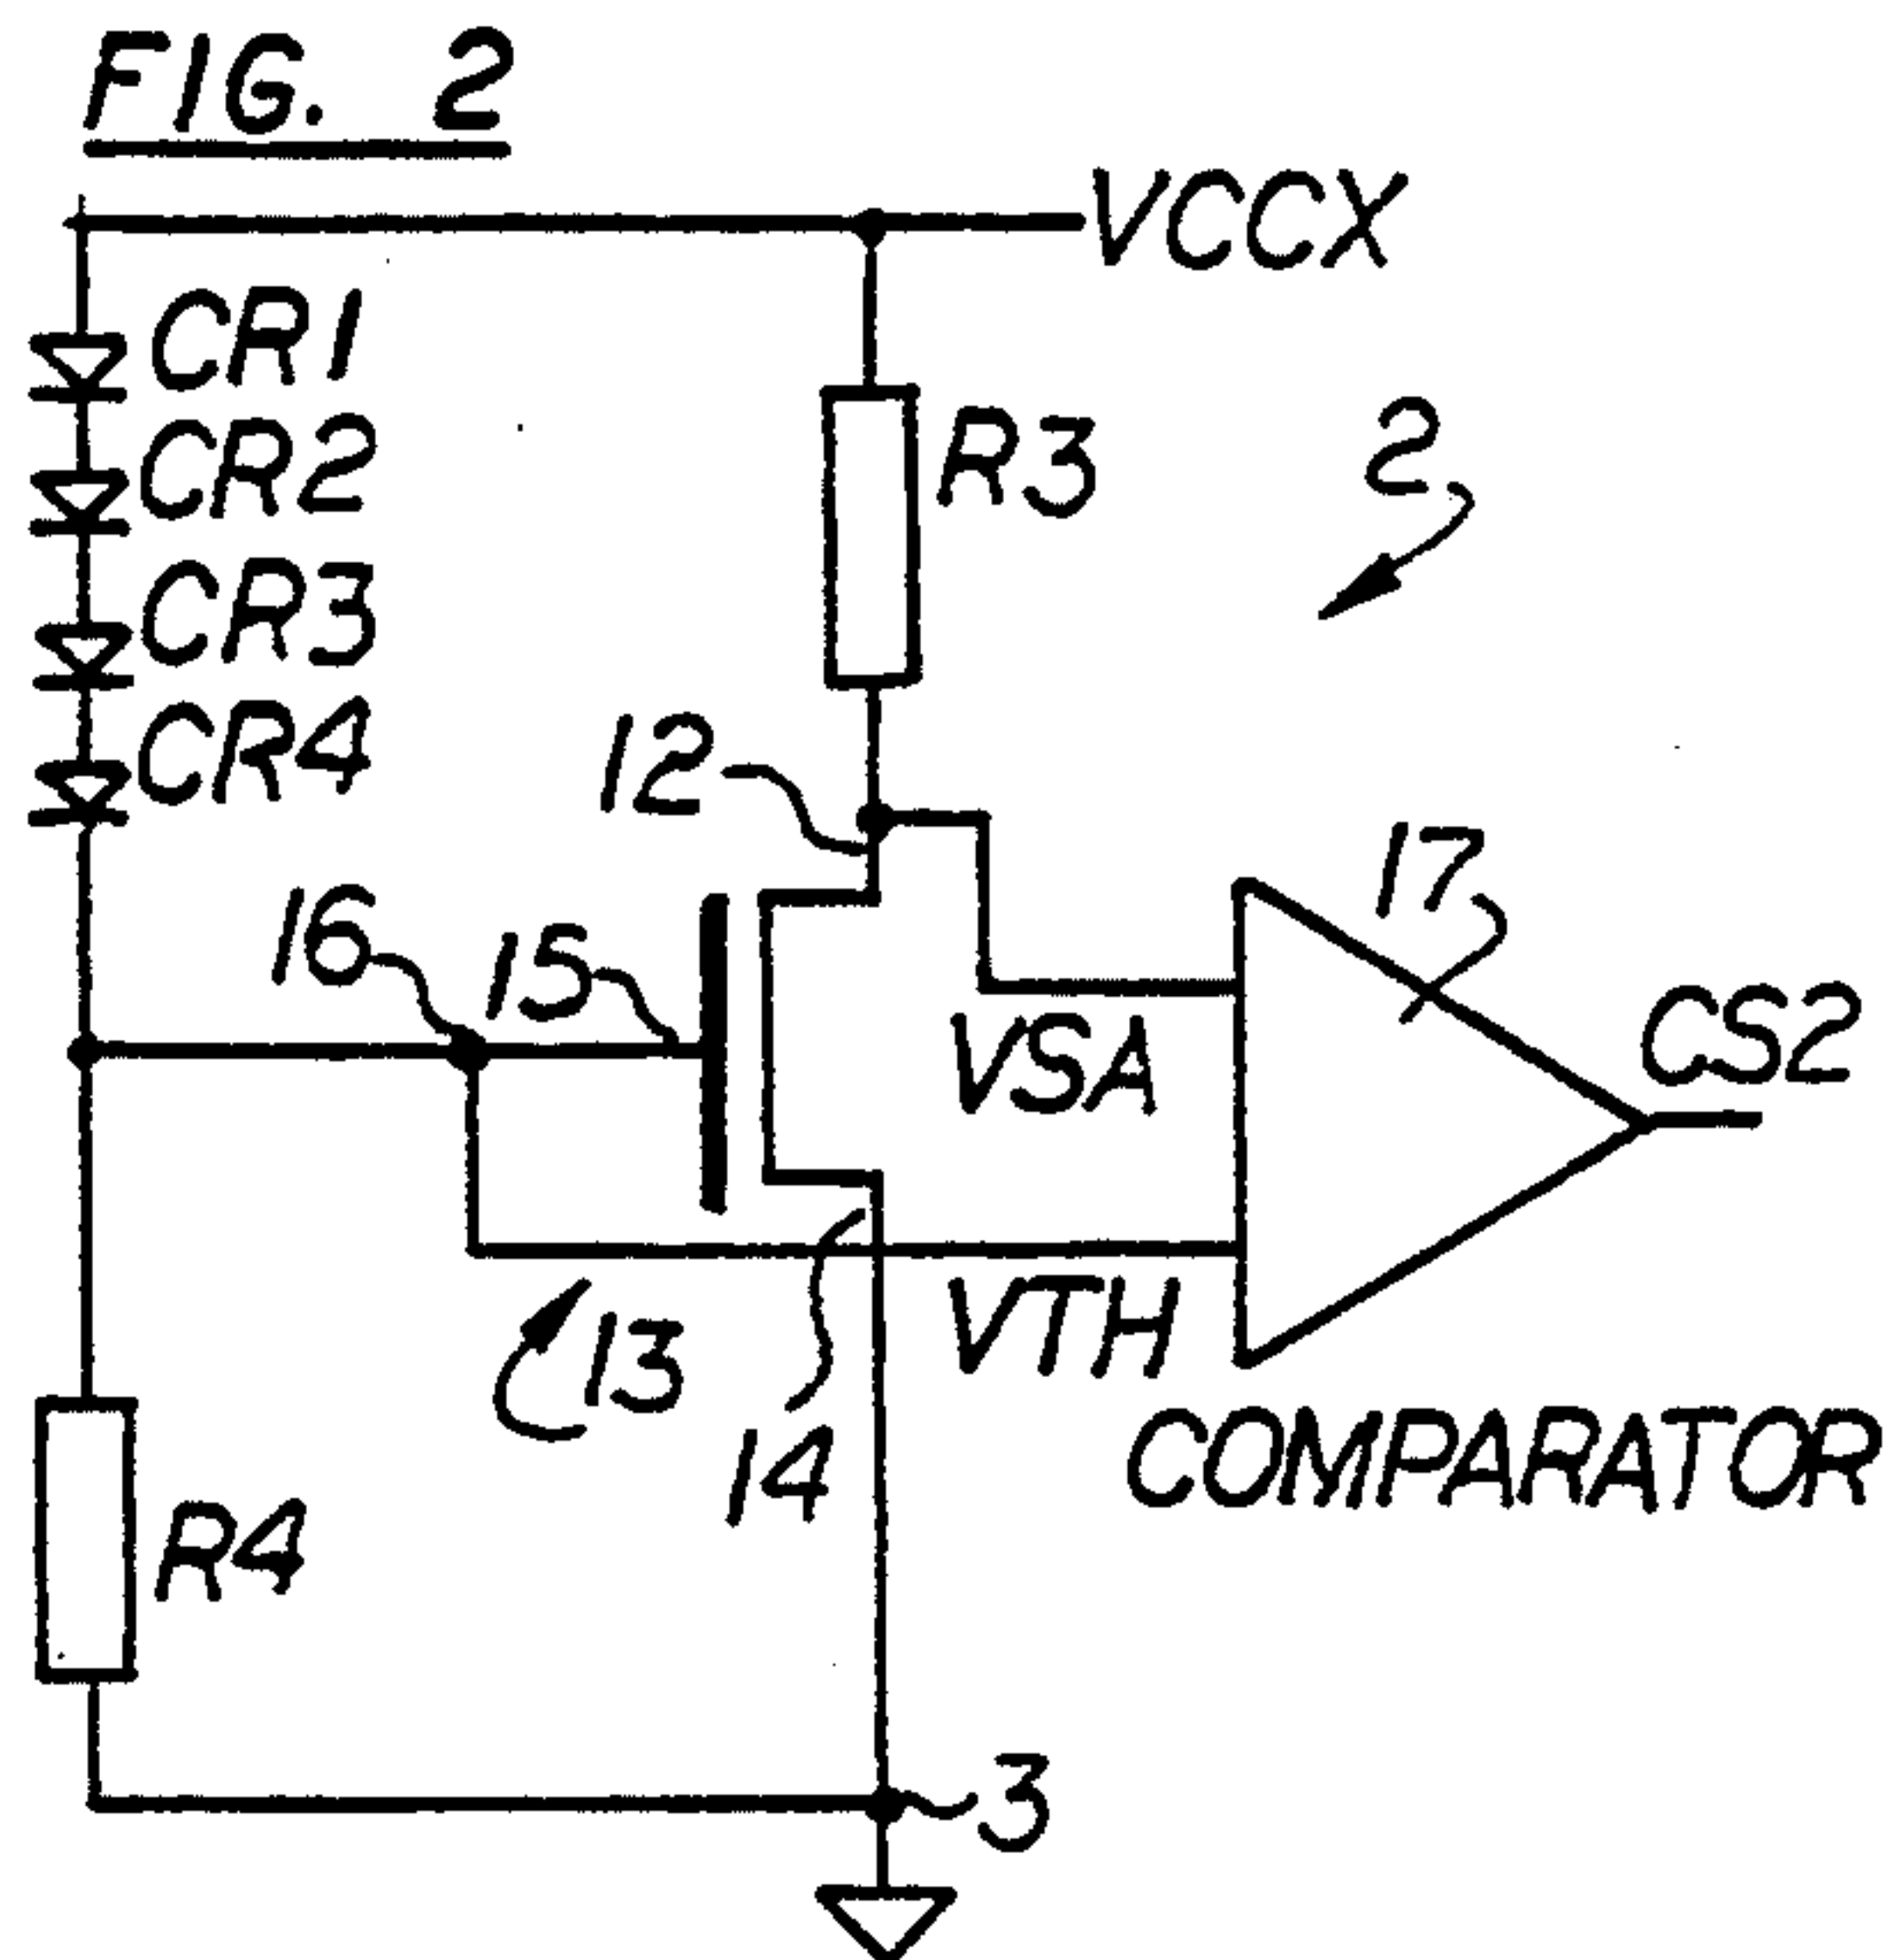 FIG. 2
VCCX
CR1
CR2
R3
2
CR3
CR4
12
17
16
15
VSA
CS2
VTH
13
14
COMPARATOR
R4
3